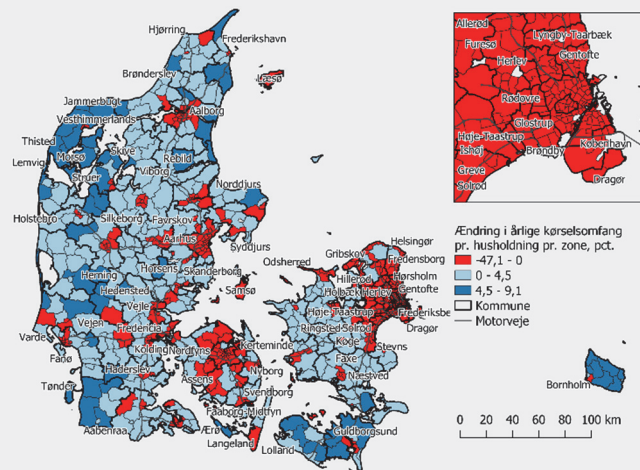 Hjørring
Frederikshavn
Brønderslev
Læsø
Jammerbugt
Vesthimmerlands
Aalborg
Thisted
Morsø
Skive
Rebild
Lemvig
Struer
Viborg
Norddjurs
Holstebro
Silkeborg
Favrskov
Aarhus
Syddjurs
Herning
Horsens
Skanderborg
Samsø
Hedensted
Vejle
Varde
Vejen
Fredericia
Fanø
Kolding
Nordfyns
Kerteminde
Tønder
Haderslev
Assens
Nyborg
Svendborg
Faaborg-Midtfyn
Aabenraa
Ærø
Langeland
Lolland
Guldborgsund
Odsherred
Gribskov
Helsingør
Fredensborg
Hillerød
Hørsholm
Holbæk
Herlev
Gentofte
Høje-Taastrup
Frederiksbe
Ringsted
Solrød
Dragør
Køge
Stevns
Faxe
Næstved
Allerød
Lyngby-Taarbæk
Furesø
Gentofte
Herlev
Rødovre
Glostrup
Høje-Taastrup
København
Ishøj
Brøndby
Greve
Dragør
Solrød
Ændring i årlige kørselsomfang
pr. husholdning pr. zone, pct.
-47,1 - 0
0 - 4,5
4,5 - 9,1
Kommune
Motorveje
Bornholm
0 20 40 60 80 100 km